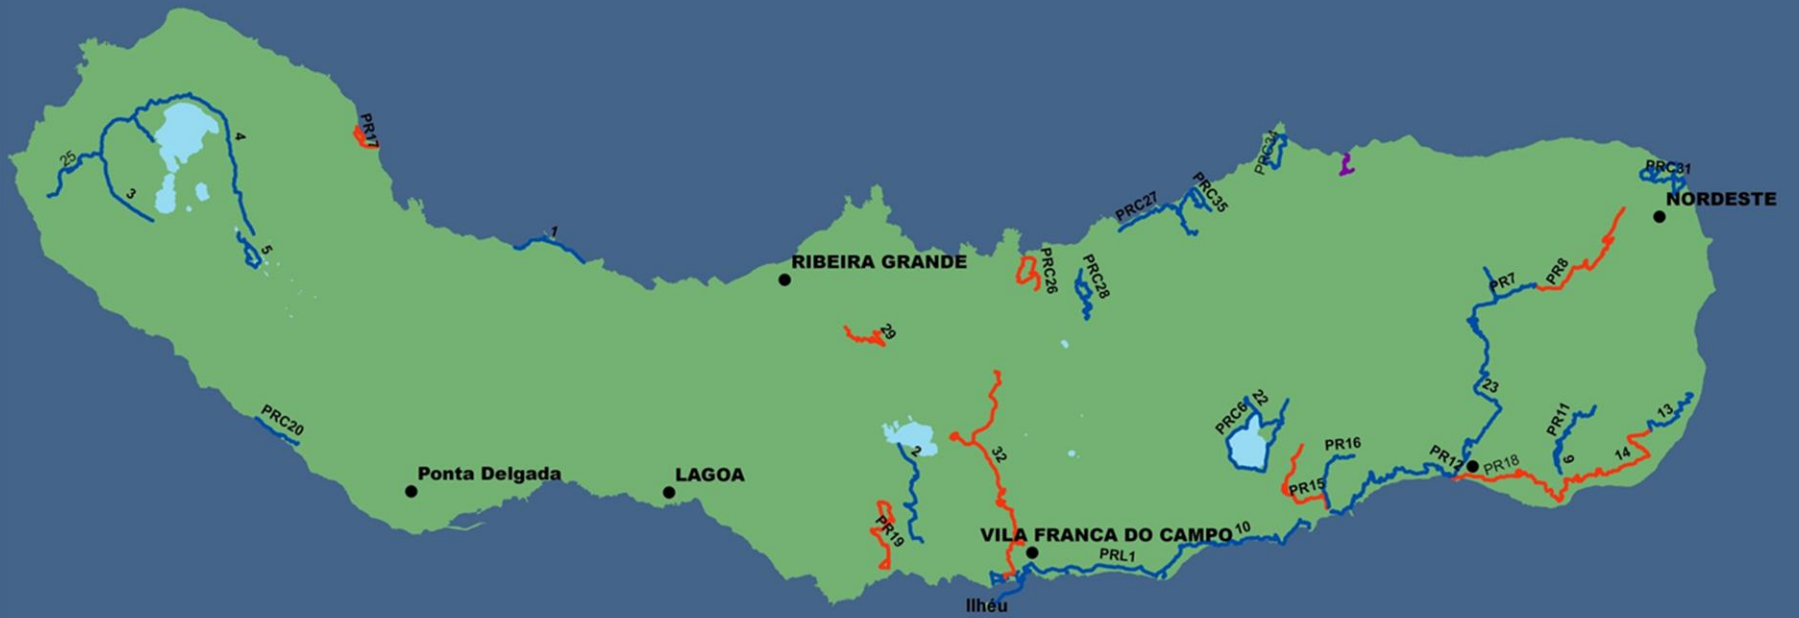 PR17
4
25
3
5
1
RIBEIRA GRANDE
PRC26
PRC28
PRC27
PRC35
PRC34
PRC31
NORDESTE
29
PR7
PR8
PRC20
Ponta Delgada
LAGOA
2
PR19
32
VILA FRANCA DO CAMPO
PRL1
10
Ilhéu
PRC6
22
PR15
PR16
23
PR12
PR18
PR11
9
14
13